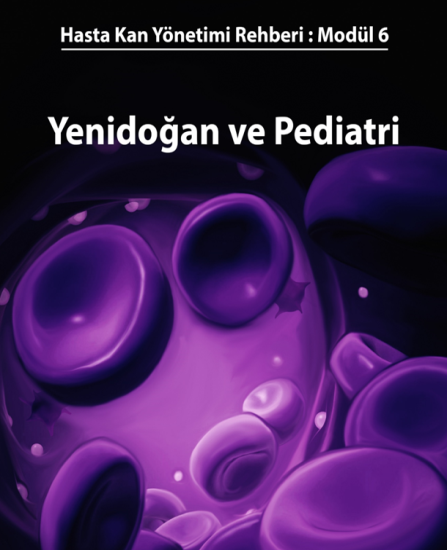 Hasta Kan Yönetimi Rehberi : Modül 6
Yenidoğan ve Pediatri